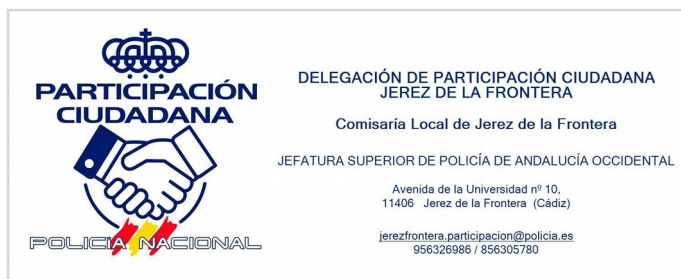 PARTICIPACIÓN
CIUDADANA
POLICIA NACIONAL
DELEGACIÓN DE PARTICIPACIÓN CIUDADANA
JEREZ DE LA FRONTERA
Comisaría Local de Jerez de la Frontera
JEFATURA SUPERIOR DE POLICÍA DE ANDALUCÍA OCCIDENTAL
Avenida de la Universidad nº 10,
11406 Jerez de la Frontera (Cádiz)
jerezfrontera.participacion@policia.es
956326986 / 856305780